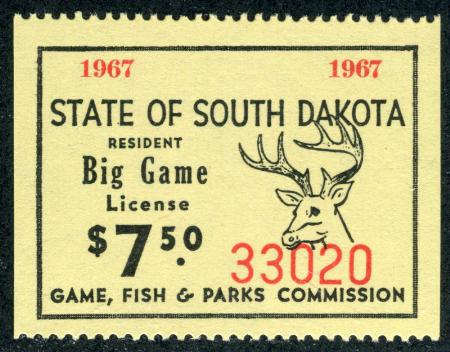 1967 1967
STATE OF SOUTH DAKOTA
RESIDENT
Big Game
License
$7.50
33020
GAME, FISH & PARKS COMMISSION